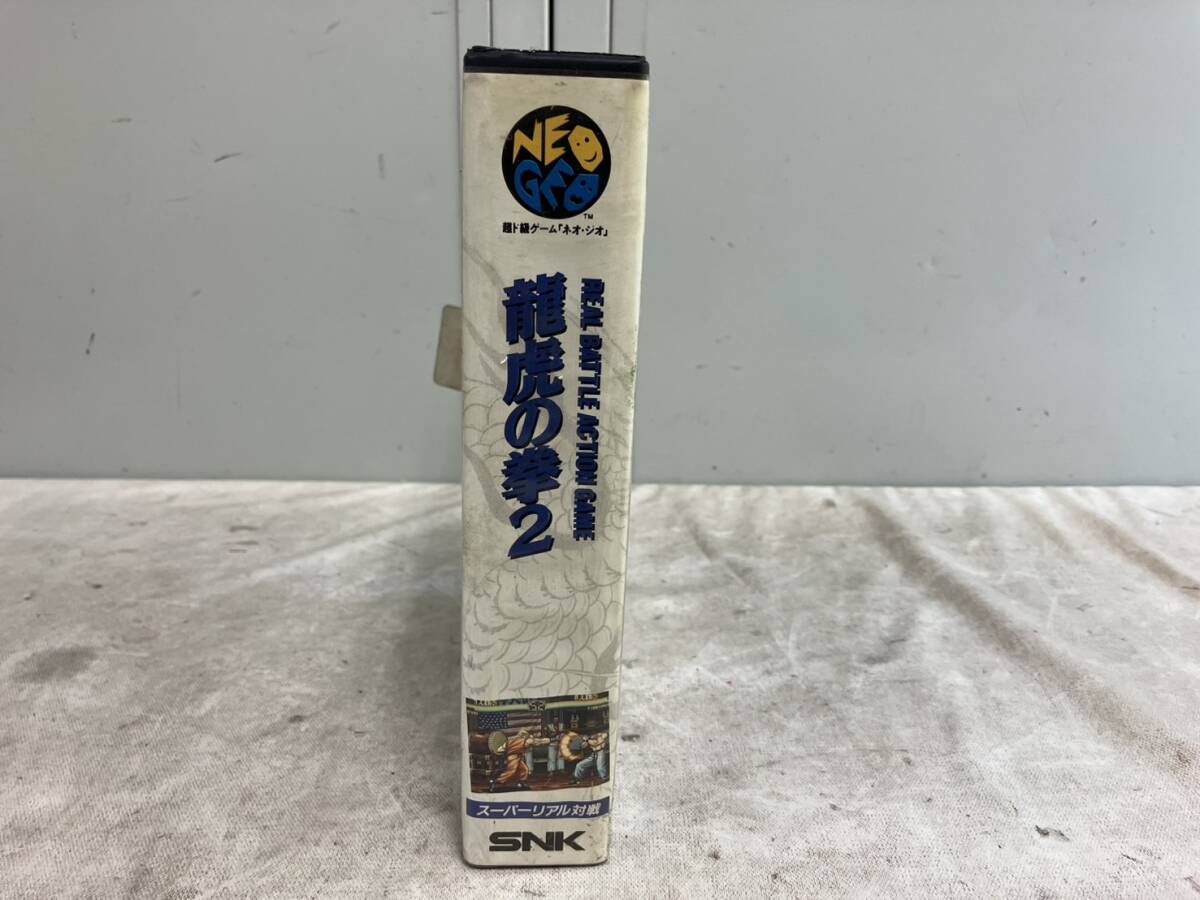 NEO
GEO
TM
超ド級ゲーム「ネオ・ジオ」
REAL BATTLE ACTION GAME
龍虎の拳2
スーパーリアル対戦
SNK